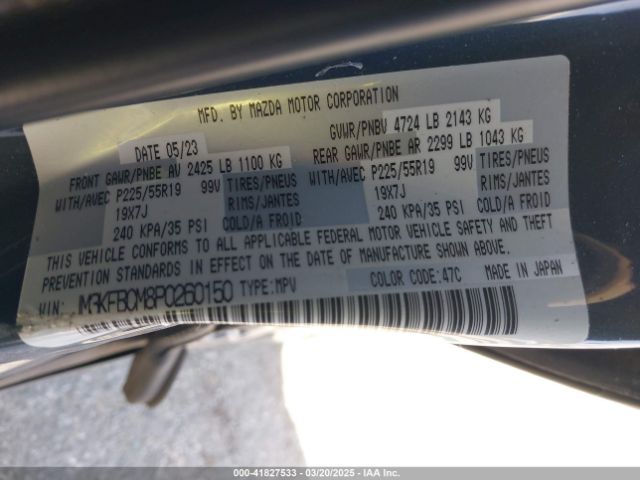 MFD. BY MAZDA MOTOR CORPORATION
DATE 05/23 GVWR/PNBV 4724 LB 2143 KG
FRONT GAWR/PNBE AV 2425 LB 1100 KG REAR GAWR/PNBE AR 2299 LB 1043 KG
WITH/AVEC P225/55R19 99V TIRES/PNEUS WITH/AVEC P225/55R19 99V TIRES/PNEUS
19X7J RIMS/JANTES 19X7J RIMS/JANTES
240 KPA/35 PSI COLD/A FROID 240 KPA/35 PSI COLD/A FROID
THIS VEHICLE CONFORMS TO ALL APPLICABLE FEDERAL MOTOR VEHICLE SAFETY AND THEFT
PREVENTION STANDARDS IN EFFECT ON THE DATE OF MANUFACTURE SHOWN ABOVE.
VIN: TYPE:MPV COLOR CODE:47C MADE IN JAPAN
000-41827533 - 03/20/2025 - IAA Inc.